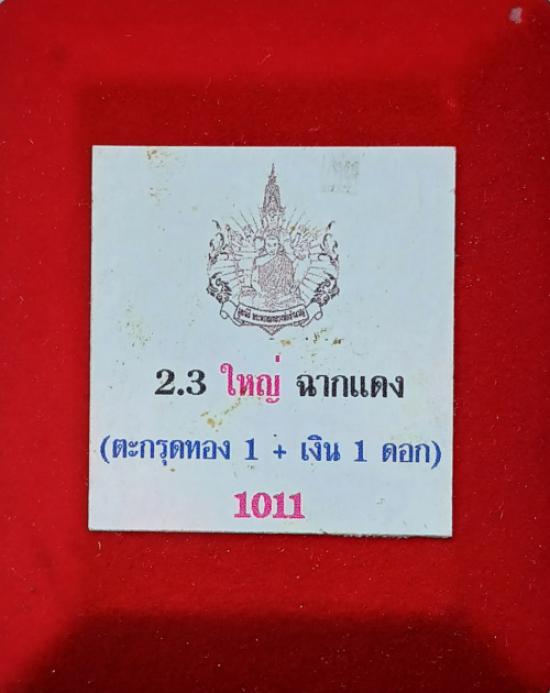 2.3 ใหญ่ ฉากแดง
(ตะกรุดทอง 1 + เงิน 1 ดอก)
1011